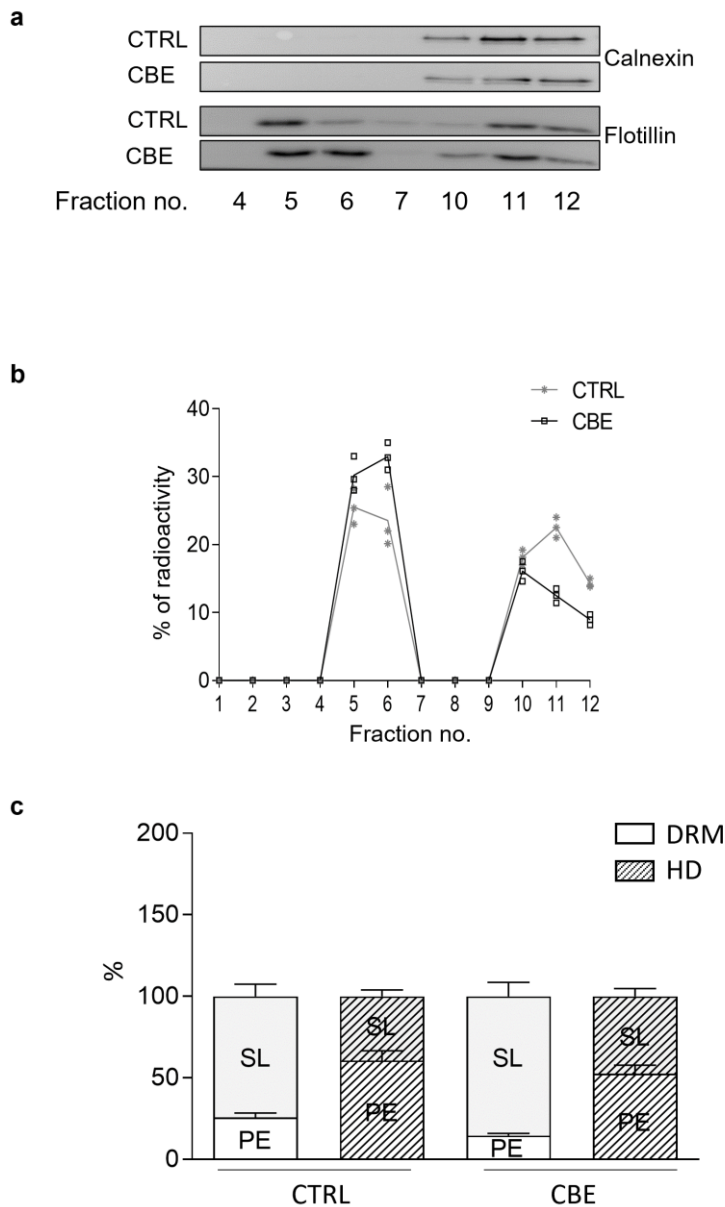 a
CTRL
CBE
Calnexin
CTRL
CBE
Flotillin
Fraction no. 4 5 6 7 10 11 12
b
CTRL
CBE
% of radioactivity
40
30
20
10
0
1 2 3 4 5 6 7 8 9 10 11 12
Fraction no.
c
DRM
HD
%
200
150
100
50
0
SL SL SL SL
PE PE PE PE
CTRL CBE